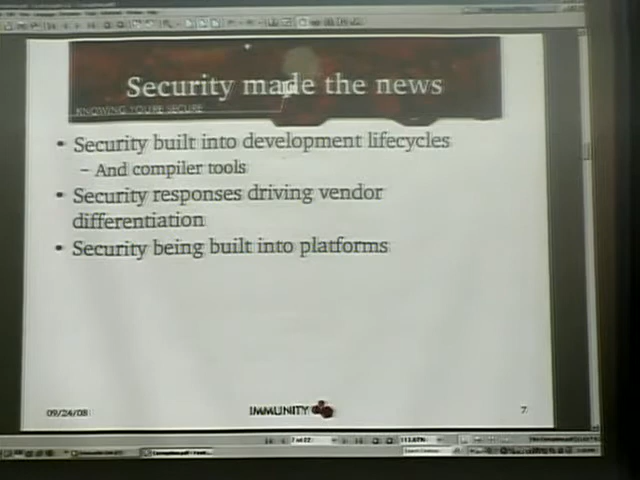 Security made the news
KNOWING YOU'RE SECURE
• Security built into development lifecycles
– And compiler tools
• Security responses driving vendor
differentiation
• Security being built into platforms
09/24/08
IMMUNITY
7